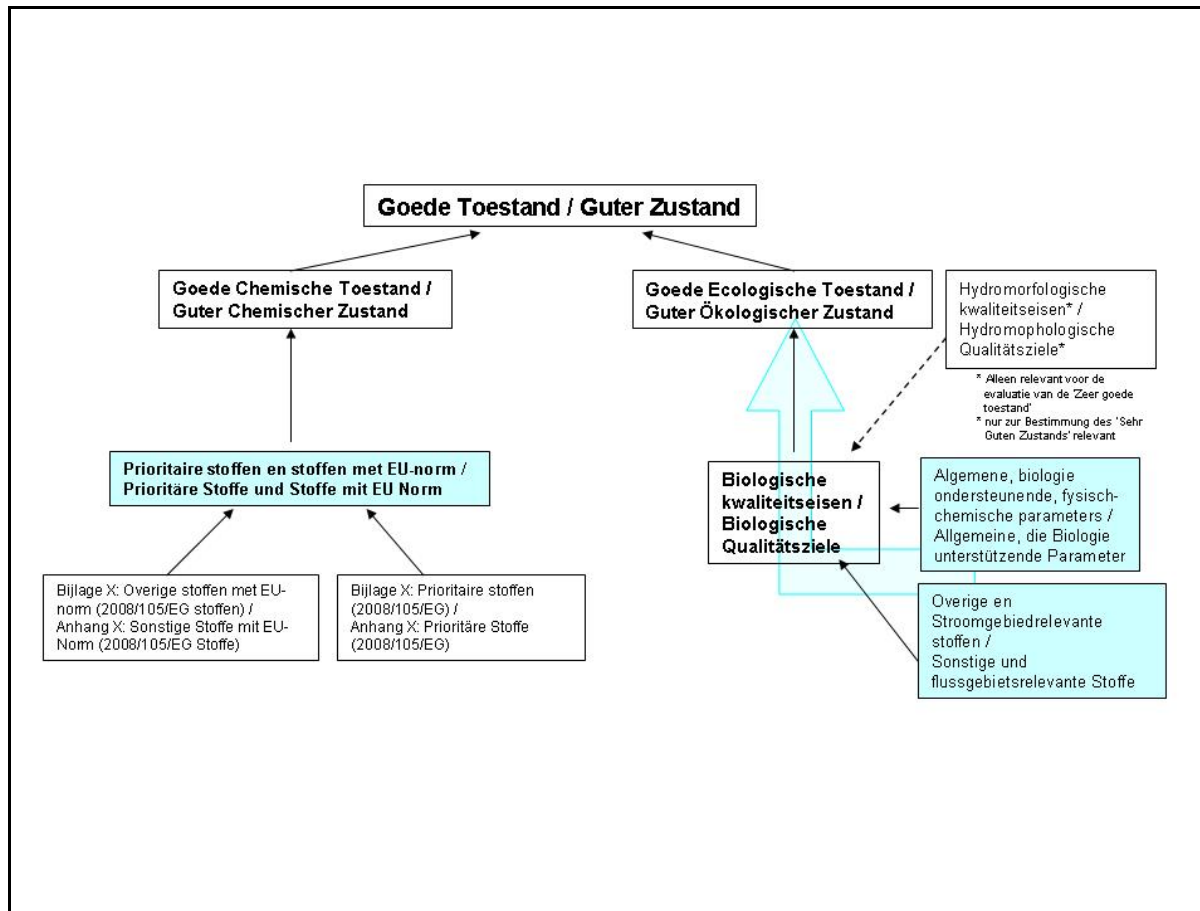 Goede Toestand / Guter Zustand
Goede Chemische Toestand /
Guter Chemischer Zustand
Goede Ecologische Toestand /
Guter Ökologischer Zustand
Hydromorfologische
kwaliteitseisen* /
Hydromophologische
Qualitätsziele*
* Alleen relevant voor de
evaluatie van de 'Zeer goede
toestand'
* nur zur Bestimmung des 'Sehr
Guten Zustands' relevant
Prioritaire stoffen en stoffen met EU-norm /
Prioritäre Stoffe und Stoffe mit EU Norm
Biologische
kwaliteitseisen /
Biologische
Qualitätsziele
Algemene, biologie
ondersteunende, fysisch-
chemische parameters /
Allgemeine, die Biologie
unterstützende Parameter
Bijlage X: Overige stoffen met EU-
norm (2008/105/EG stoffen) /
Anhang X: Sonstige Stoffe mit EU-
Norm (2008/105/EG Stoffe)
Bijlage X: Prioritaire stoffen
(2008/105/EG) /
Anhang X: Prioritäre Stoffe
(2008/105/EG)
Overige en
Stroomgebiedrelevante
stoffen /
Sonstige und
flussgebietsrelevante Stoffe